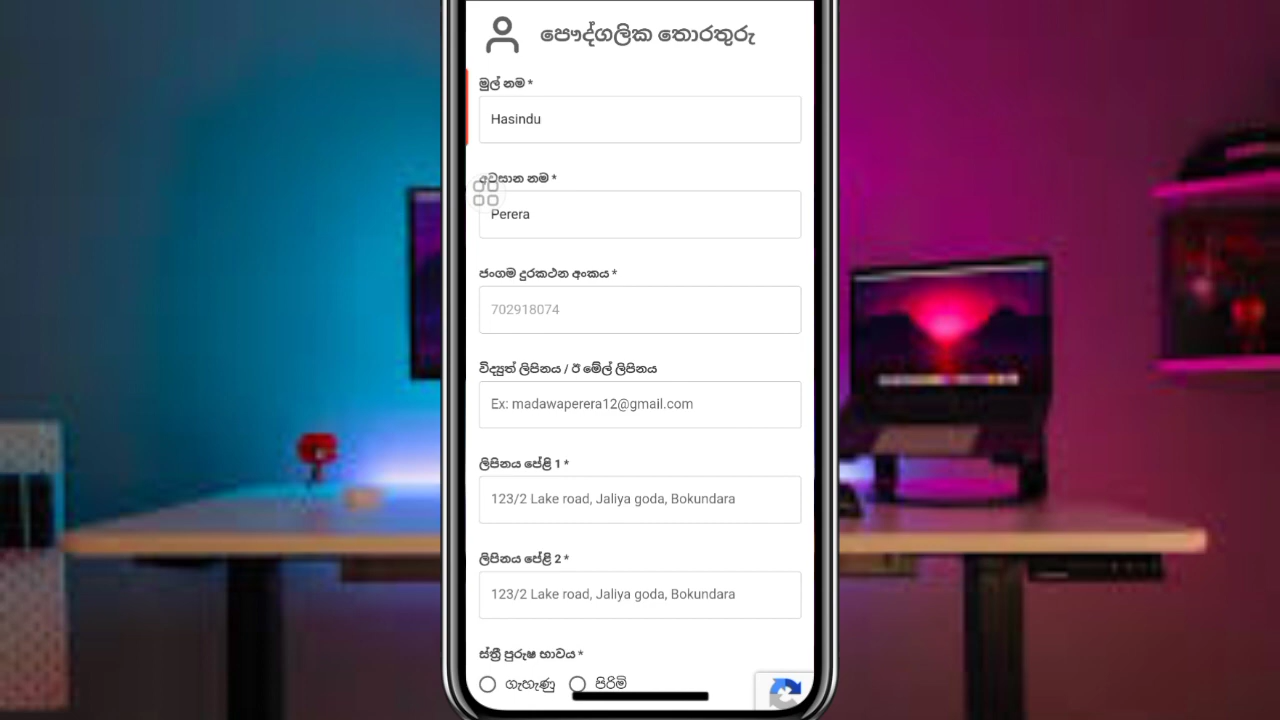 පෞද්ගලික තොරතුරු
මුල් නම *
Hasindu
අවසාන නම *
Perera
ජංගම දුරකථන අංකය *
702918074
විද්‍යුත් ලිපිනය / ඊ මේල් ලිපිනය
Ex: madawaperera12@gmail.com
ලිපිනය පේළි 1 *
123/2 Lake road, Jaliya goda, Bokundara
ලිපිනය පේළි 2 *
123/2 Lake road, Jaliya goda, Bokundara
ස්ත්‍රී පුරුෂ භාවය *
ගැහැණු පිරිමි